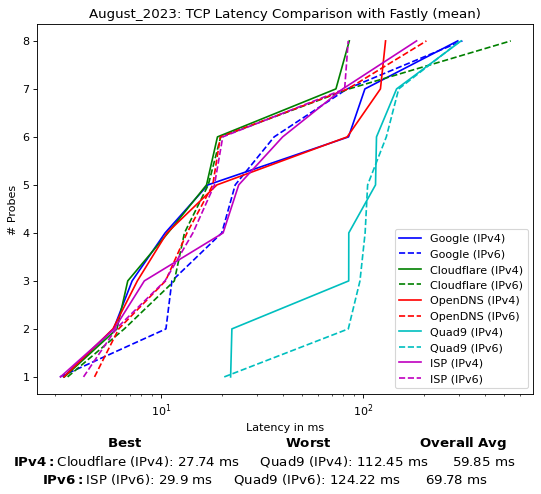 August_2023: TCP Latency Comparison with Fastly (mean)
8
7
6
5
4
3
2
1
# Probes
Google (IPv4)
Google (IPv6)
Cloudflare (IPv4)
Cloudflare (IPv6)
OpenDNS (IPv4)
OpenDNS (IPv6)
Quad9 (IPv4)
Quad9 (IPv6)
ISP (IPv4)
ISP (IPv6)
10¹ 10²
Latency in ms
Best Worst Overall Avg
IPv4: Cloudflare (IPv4): 27.74 ms Quad9 (IPv4): 112.45 ms 59.85 ms
IPv6: ISP (IPv6): 29.9 ms Quad9 (IPv6): 124.22 ms 69.78 ms